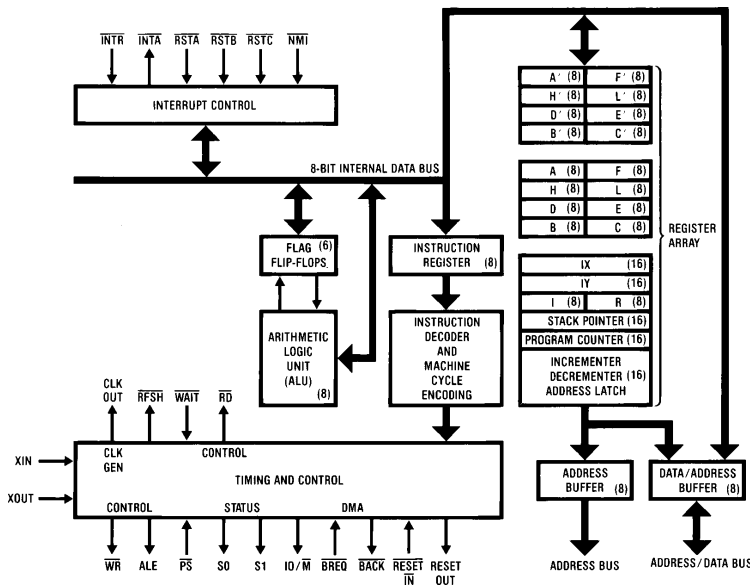 INTR INTA RSTA RSTB RSTC NMI
INTERRUPT CONTROL
8-BIT INTERNAL DATA BUS
A' (8) F' (8)
H' (8) L' (8)
D' (8) E' (8)
B' (8) C' (8)
A (8) F (8)
H (8) L (8)
D (8) E (8)
B (8) C (8)
IX (16)
IY (16)
I (8) R (8)
STACK POINTER (16)
PROGRAM COUNTER (16)
INCREMENTER
DECREMENTER (16)
ADDRESS LATCH
REGISTER
ARRAY
FLAG (6)
FLIP-FLOPS.
INSTRUCTION
REGISTER (8)
ARITHMETIC
LOGIC
UNIT
(ALU)
(8)
INSTRUCTION
DECODER
AND
MACHINE
CYCLE
ENCODING
CLK
OUT
RFSH WAIT RD
XIN
XOUT
CLK
GEN
CONTROL
TIMING AND CONTROL
CONTROL STATUS DMA
WR ALE PS S0 S1 IO/M BREQ BACK RESET
IN
RESET
OUT
ADDRESS
BUFFER (8)
DATA/ADDRESS
BUFFER (8)
ADDRESS BUS
ADDRESS/DATA BUS